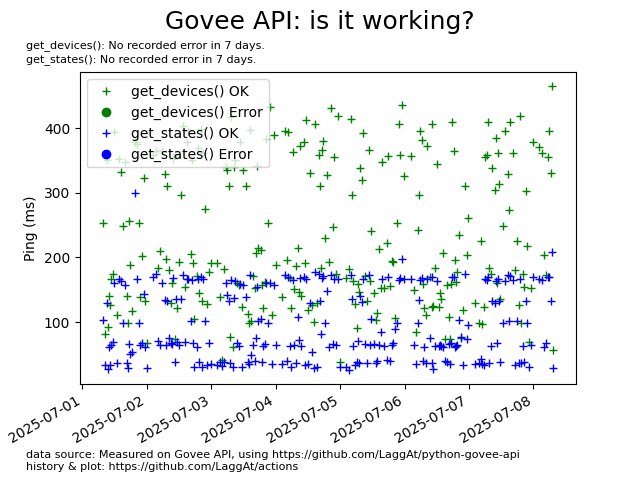 Govee API: is it working?
get_devices(): No recorded error in 7 days.
get_states(): No recorded error in 7 days.
get_devices() OK
get_devices() Error
get_states() OK
get_states() Error
Ping (ms)
400
300
200
100
2025-07-01
2025-07-02
2025-07-03
2025-07-04
2025-07-05
2025-07-06
2025-07-07
2025-07-08
data source: Measured on Govee API, using https://github.com/LaggAt/python-govee-api
history & plot: https://github.com/LaggAt/actions